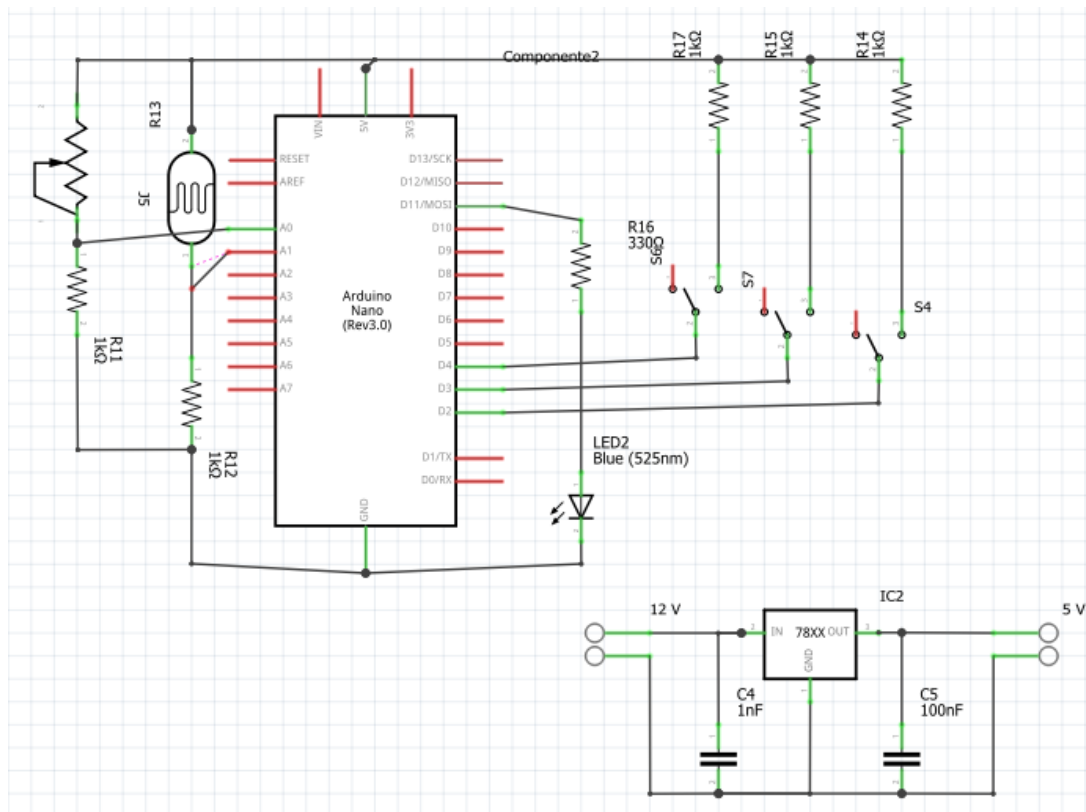 Componente2
R17
1kΩ
R15
1kΩ
R14
1kΩ
R13
J5
VIN
5V
3V3
RESET
AREF
A0
A1
A2
A3
A4
A5
A6
A7
D13/SCK
D12/MISO
D11/MOSI
D10
D9
D8
D7
D6
D5
D4
D3
D2
D1/TX
D0/RX
GND
Arduino
Nano
(Rev3.0)
R16
330Ω
S6
S7
S4
R11
1kΩ
R12
1kΩ
LED2
Blue (525nm)
12 V
IC2
5 V
IN
78XX
OUT
GND
C4
1nF
C5
100nF